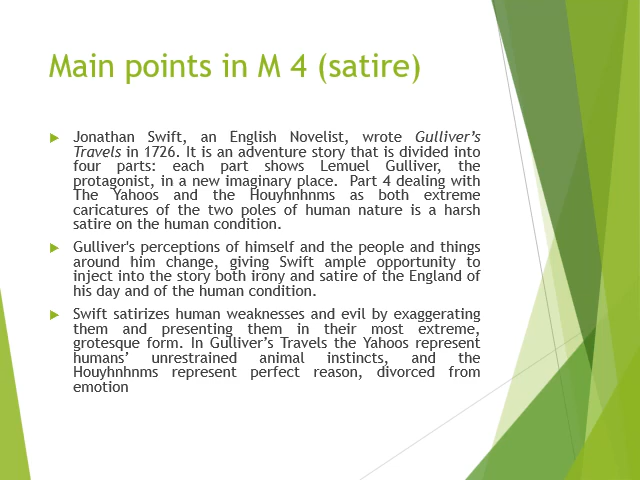 Main points in M 4 (satire)
Jonathan Swift, an English Novelist, wrote Gulliver’s
Travels in 1726. It is an adventure story that is divided into
four parts: each part shows Lemuel Gulliver, the
protagonist, in a new imaginary place. Part 4 dealing with
The Yahoos and the Houyhnhnms as both extreme
caricatures of the two poles of human nature is a harsh
satire on the human condition.
Gulliver's perceptions of himself and the people and things
around him change, giving Swift ample opportunity to
inject into the story both irony and satire of the England of
his day and of the human condition.
Swift satirizes human weaknesses and evil by exaggerating
them and presenting them in their most extreme,
grotesque form. In Gulliver’s Travels the Yahoos represent
humans’ unrestrained animal instincts, and the
Houyhnhnms represent perfect reason, divorced from
emotion